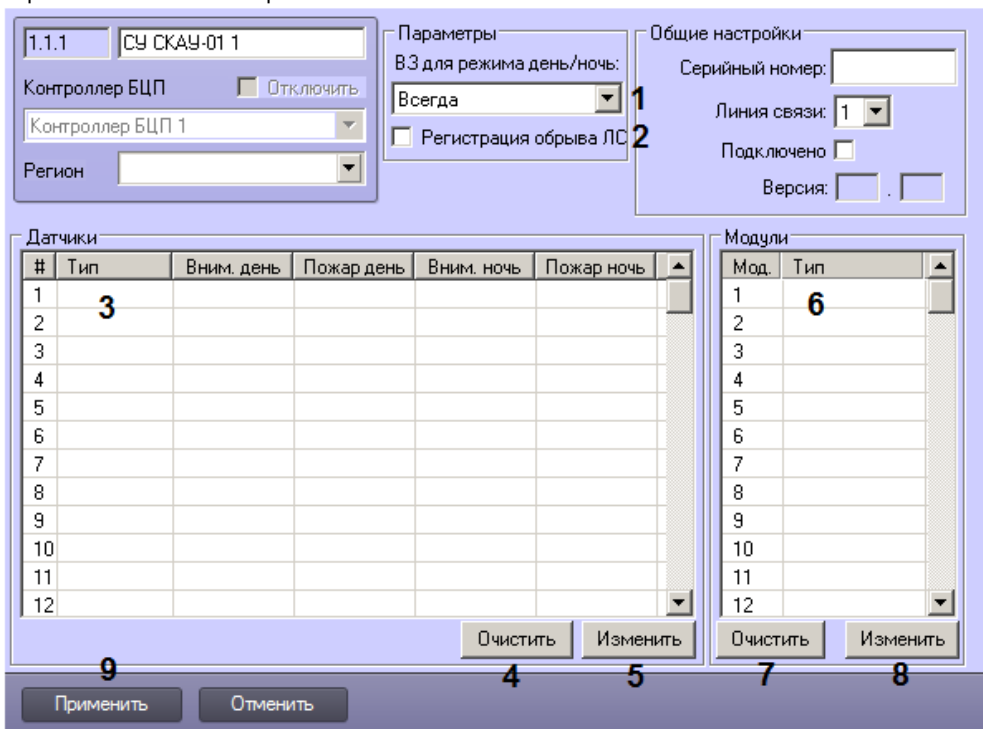 1.1.1 СУ СКАУ-01 1
Контроллер БЦП Отключить
Контроллер БЦП 1
Регион
Параметры
ВЗ для режима день/ночь:
Всегда 1
Регистрация обрыва ЛС 2
Общие настройки
Серийный номер:
Линия связи: 1
Подключено
Версия: .
Датчики
# Тип Вним. день Пожар день Вним. ночь Пожар ночь
1
3
2
3
4
5
6
7
8
9
10
11
12
Очистить Изменить
4 5
Модули
Мод. Тип
1
6
2
3
4
5
6
7
8
9
10
11
12
Очистить Изменить
7 8
9
Применить Отменить